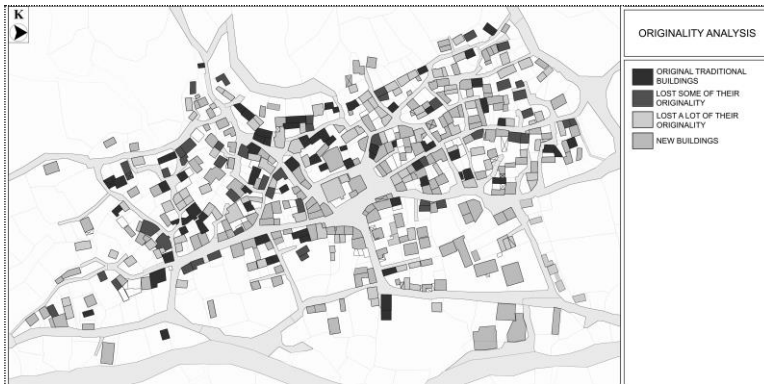 K
ORIGINALITY ANALYSIS
ORIGINAL TRADITIONAL
BUILDINGS
LOST SOME OF THEIR
ORIGINALITY
LOST A LOT OF THEIR
ORIGINALITY
NEW BUILDINGS